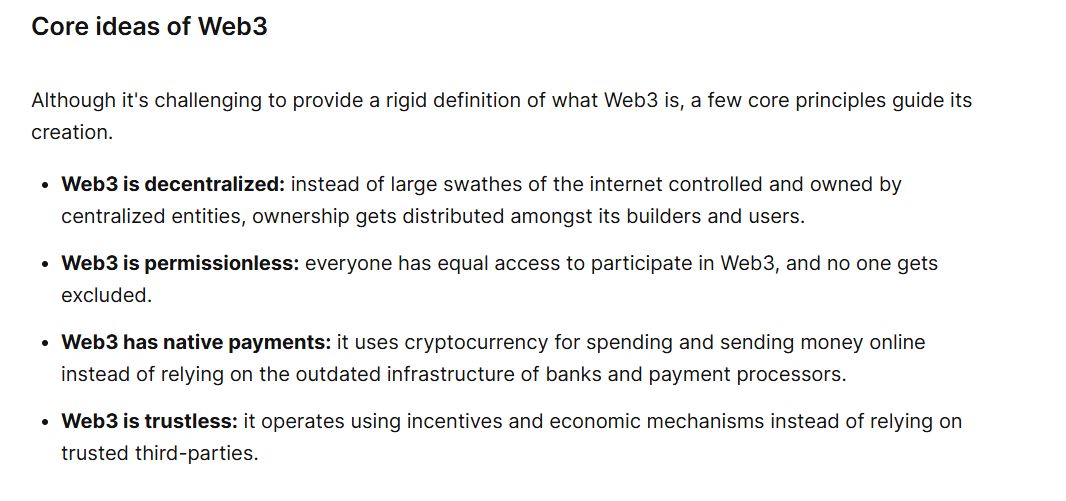 Core ideas of Web3
Although it's challenging to provide a rigid definition of what Web3 is, a few core principles guide its
creation.
• Web3 is decentralized: instead of large swathes of the internet controlled and owned by
centralized entities, ownership gets distributed amongst its builders and users.
• Web3 is permissionless: everyone has equal access to participate in Web3, and no one gets
excluded.
• Web3 has native payments: it uses cryptocurrency for spending and sending money online
instead of relying on the outdated infrastructure of banks and payment processors.
• Web3 is trustless: it operates using incentives and economic mechanisms instead of relying on
trusted third-parties.